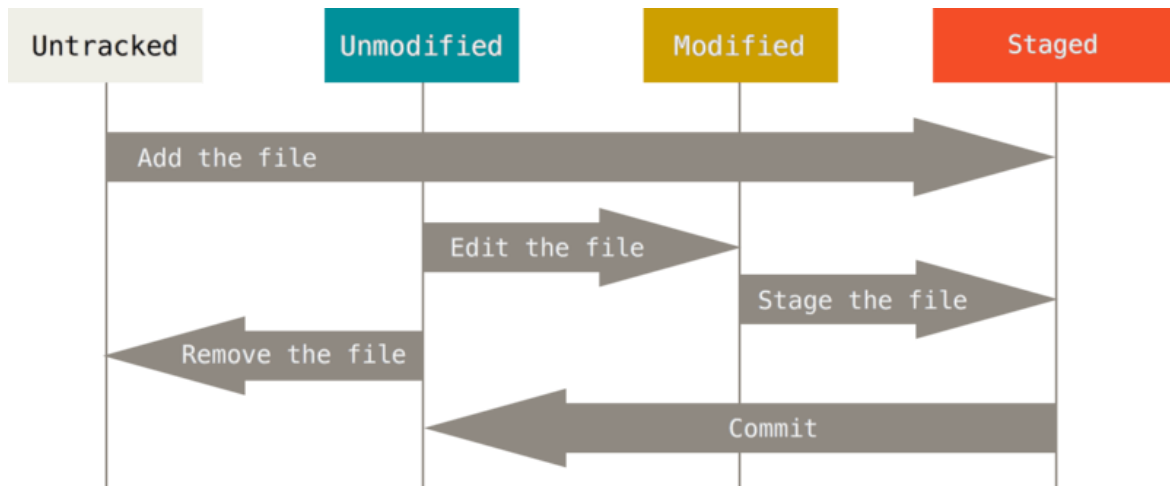 Untracked
Unmodified
Modified
Staged
Add the file
Edit the file
Stage the file
Remove the file
Commit